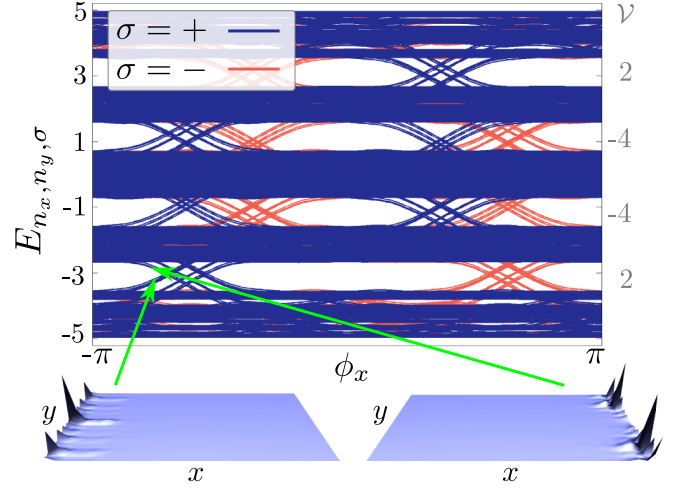 5
𝒱
σ = +
σ = −
3
2
1
-4
E_{n_x, n_y, σ}
-1
-4
-3
2
-5
-π
ϕ_x
π
y
y
x
x